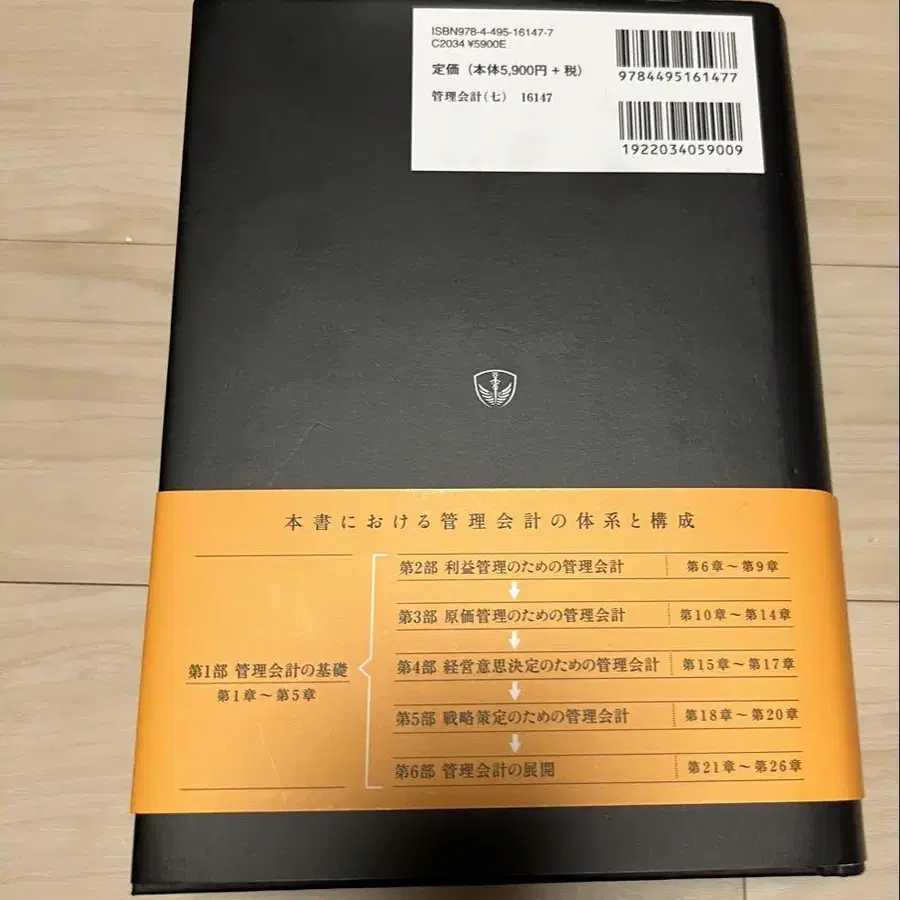 ISBN978-4-495-16147-7
C2034 ¥5900E
定価(本体5,900円+税)
管理会計(七) 16147
9784495161477
1922034059009
本書における管理会計の体系と構成
第1部 管理会計の基礎
第1章~第5章
第2部 利益管理のための管理会計 第6章~第9章
第3部 原価管理のための管理会計 第10章~第14章
第4部 経営意思決定のための管理会計 第15章~第17章
第5部 戦略策定のための管理会計 第18章~第20章
第6部 管理会計の展開 第21章~第26章